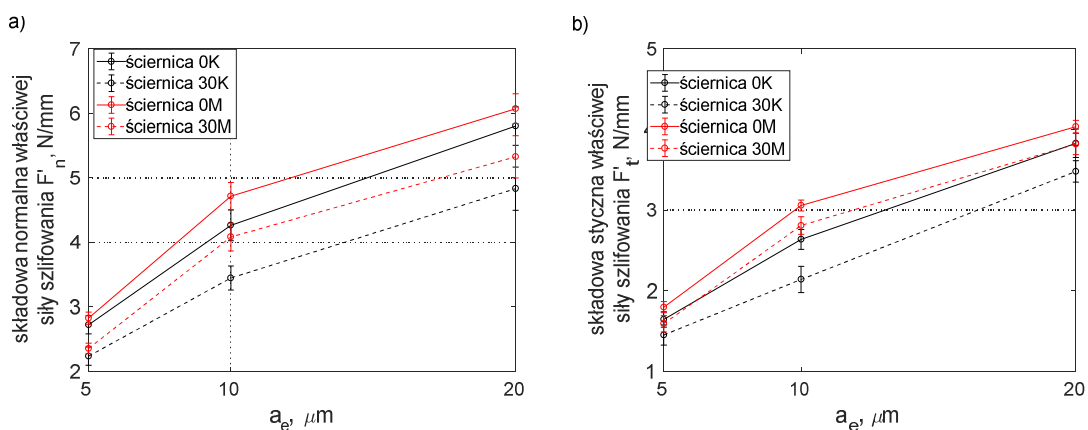 a)
7
6
5
4
3
2
składowa normalna właściwej
siły szlifowania F'n, N/mm
ściernica 0K
ściernica 30K
ściernica 0M
ściernica 30M
5 10 20
ae, μm
b)
5
4
3
2
1
składowa styczna właściwej
siły szlifowania F't, N/mm
ściernica 0K
ściernica 30K
ściernica 0M
ściernica 30M
5 10 20
ae, μm